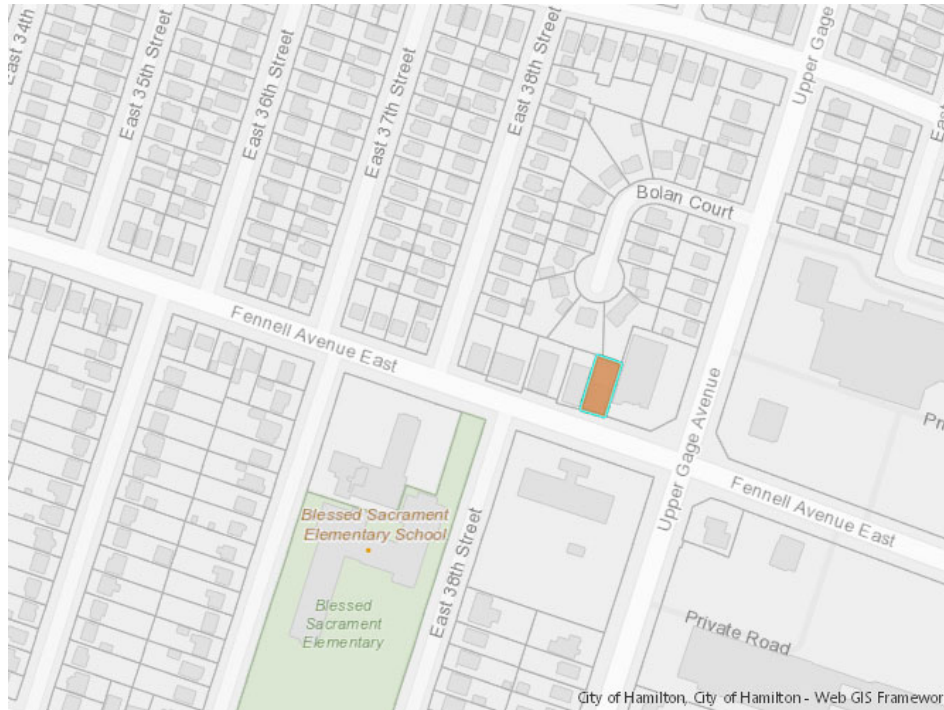 East 34th
East 35th Street
East 36th Street
East 37th Street
East 38th Street
Upper Gage
Bolan Court
Fennell Avenue East
Upper Gage Avenue
Fennell Avenue East
Blessed Sacrament
Elementary School
Blessed
Sacrament
Elementary
East 38th Street
Private Road
City of Hamilton, City of Hamilton - Web GIS Framewor